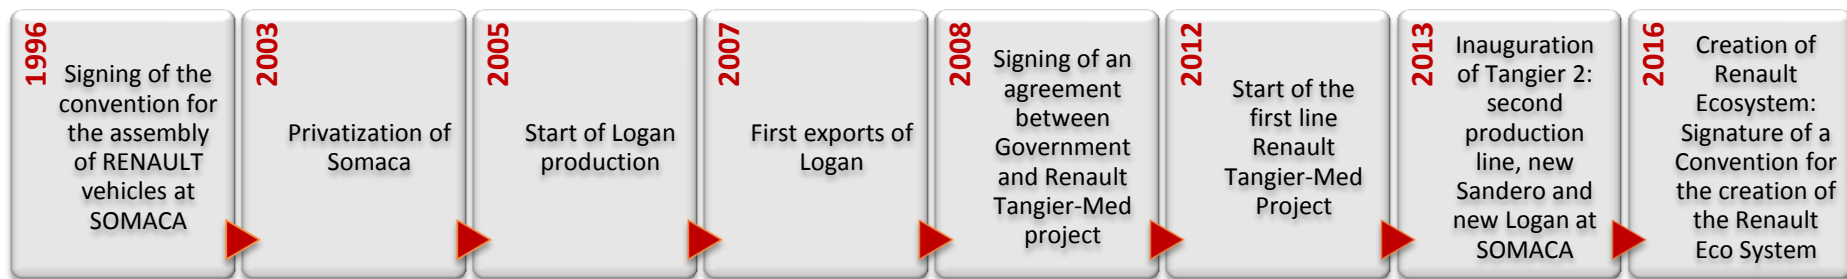 1996
Signing of the
convention for
the assembly
of RENAULT
vehicles at
SOMACA
2003
Privatization of
Somaca
2005
Start of Logan
production
2007
First exports of
Logan
2008
Signing of an
agreement
between
Government
and Renault
Tangier-Med
project
2012
Start of the
first line
Renault
Tangier-Med
Project
2013
Inauguration
of Tangier 2:
second
production
line, new
Sandero and
new Logan at
SOMACA
2016
Creation of
Renault
Ecosystem:
Signature of a
Convention for
the creation of
the Renault
Eco System